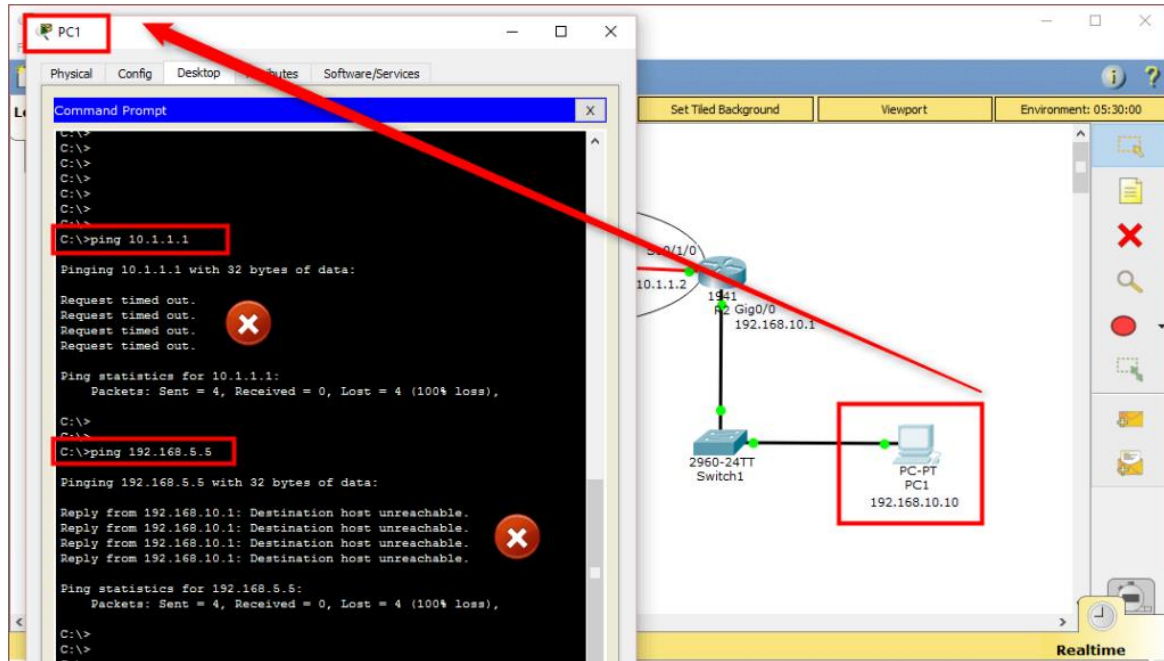 PC1
Physical Config Desktop Attributes Software/Services
Command Prompt X
Set Tiled Background Viewport Environment: 05:30:00
C:\>
C:\>
C:\>
C:\>
C:\>
C:\>
C:\>
C:\>ping 10.1.1.1
Pinging 10.1.1.1 with 32 bytes of data:
Request timed out.
Request timed out.
Request timed out.
Request timed out.
Ping statistics for 10.1.1.1:
Packets: Sent = 4, Received = 0, Lost = 4 (100% loss),
C:\>
C:\>
C:\>ping 192.168.5.5
Pinging 192.168.5.5 with 32 bytes of data:
Reply from 192.168.10.1: Destination host unreachable.
Reply from 192.168.10.1: Destination host unreachable.
Reply from 192.168.10.1: Destination host unreachable.
Reply from 192.168.10.1: Destination host unreachable.
Ping statistics for 192.168.5.5:
Packets: Sent = 4, Received = 0, Lost = 4 (100% loss),
C:\>
C:\>
10.1.1.2
1941
R2 Gig0/0
192.168.10.1
2960-24TT
Switch1
PC-PT
PC1
192.168.10.10
Realtime